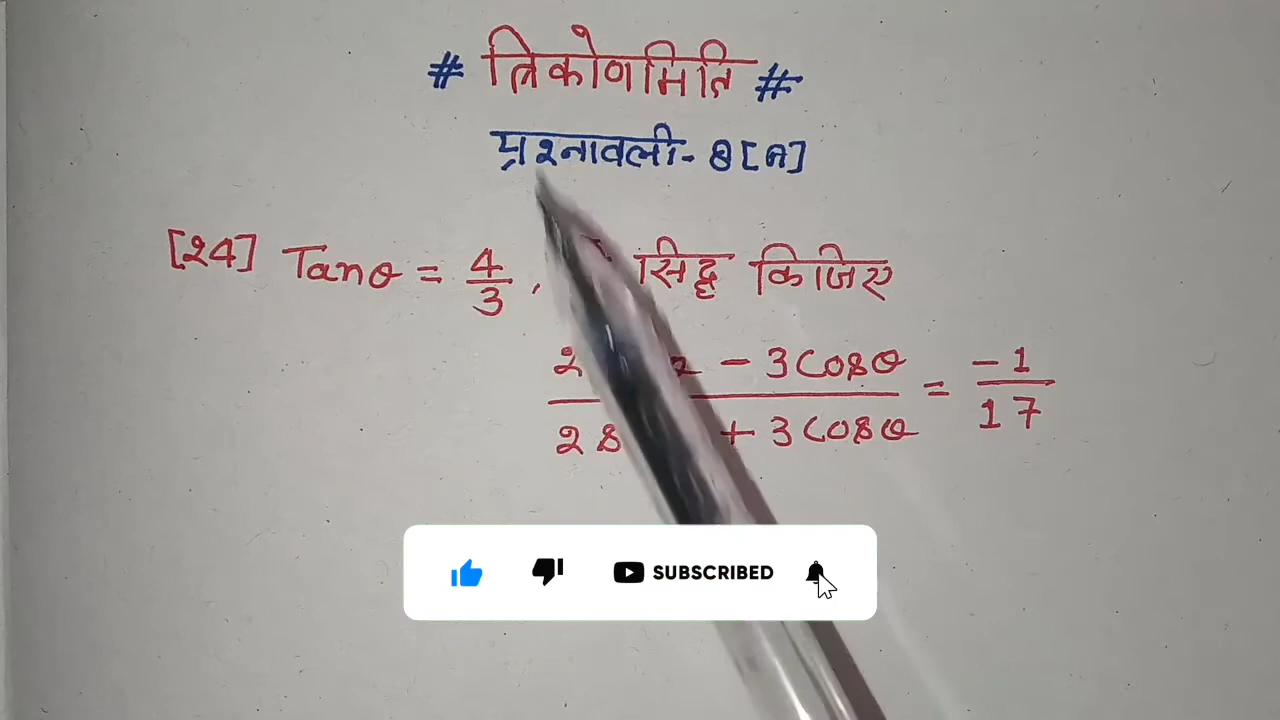 # त्रिकोणमिति #
प्रश्नावली- 8[A]
[24] Tanθ = 4/3, सिद्ध किजिए
- 3Cosθ = -1
+ 3Cosθ 17
SUBSCRIBED